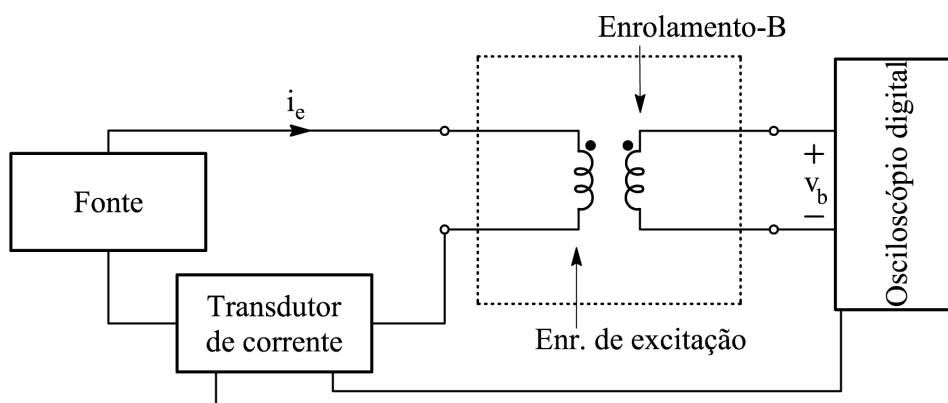 Enrolamento-B
i_e
Fonte
Transdutor
de corrente
Enr. de excitação
+
v_b
−
Osciloscópio digital